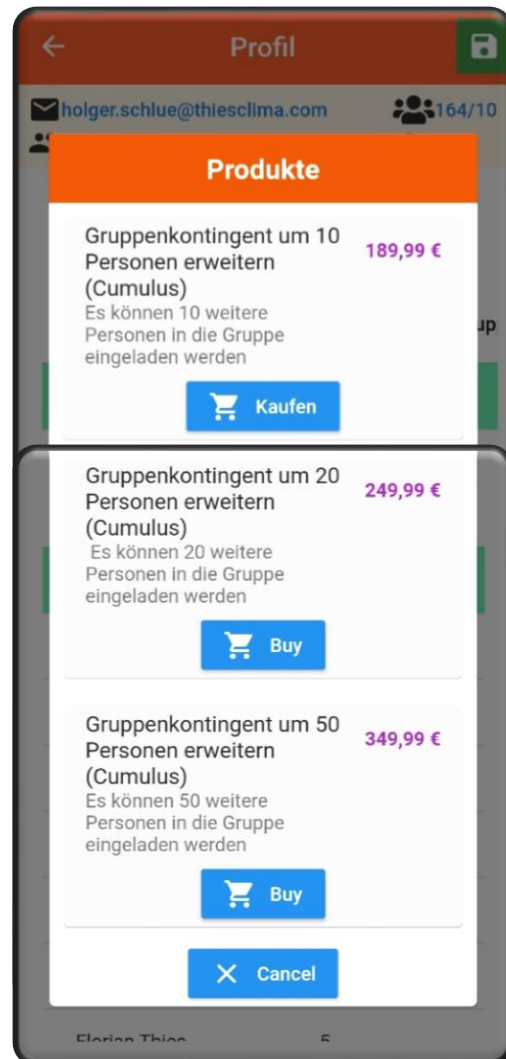 Profil
holger.schlue@thiesclima.com
164/10
Produkte
Gruppenkontingent um 10
Personen erweitern
(Cumulus)
189,99 €
Es können 10 weitere
Personen in die Gruppe
eingeladen werden
up
Kaufen
Gruppenkontingent um 20
Personen erweitern
(Cumulus)
249,99 €
Es können 20 weitere
Personen in die Gruppe
eingeladen werden
Buy
Gruppenkontingent um 50
Personen erweitern
(Cumulus)
349,99 €
Es können 50 weitere
Personen in die Gruppe
eingeladen werden
Buy
Cancel
Florian Thies
5